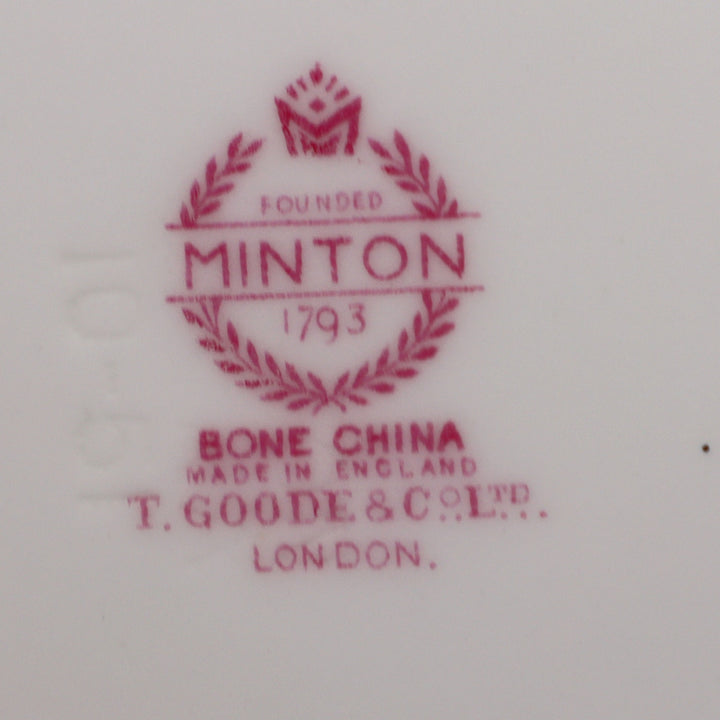 FOUNDED
MINTON
1793
BONE CHINA
MADE IN ENGLAND
T. GOODE & Cº. LTD.
LONDON.